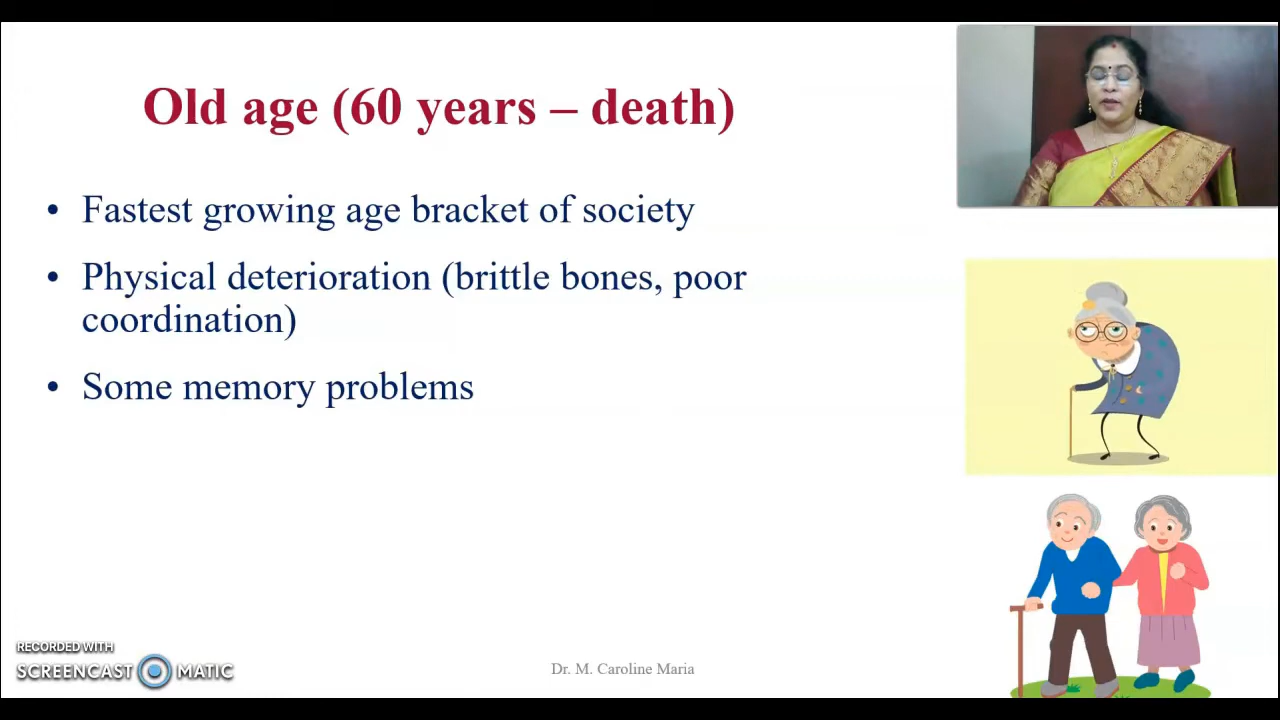 Old age (60 years – death)
• Fastest growing age bracket of society
• Physical deterioration (brittle bones, poor
coordination)
• Some memory problems
RECORDED WITH
SCREENCAST MATIC
Dr. M. Caroline Maria